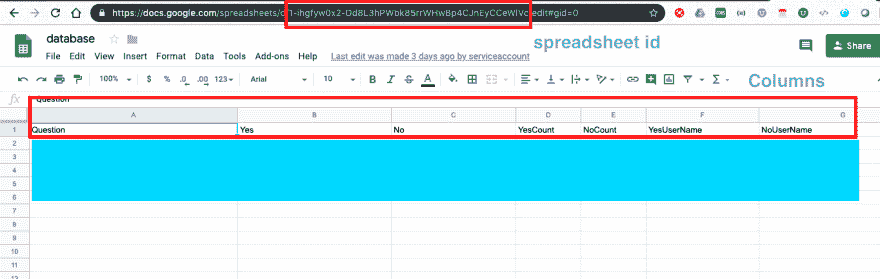 https://docs.google.com/spreadsheets/d/1-ihgfyw0x2-Dd8L3hPWbk85rrWHwBp4CJnEyCCeWlVc/edit#gid=0
spreadsheet id
database
File Edit View Insert Format Data Tools Add-ons Help Last edit was made 3 days ago by serviceaccount
Share
100% $ % .0 .00 123 Arial 10 B I S A
Columns
fx Question
A B C D E F G
1 Question Yes No YesCount NoCount YesUserName NoUserName
2
3
4
5
6
7
8
9
10
11
12